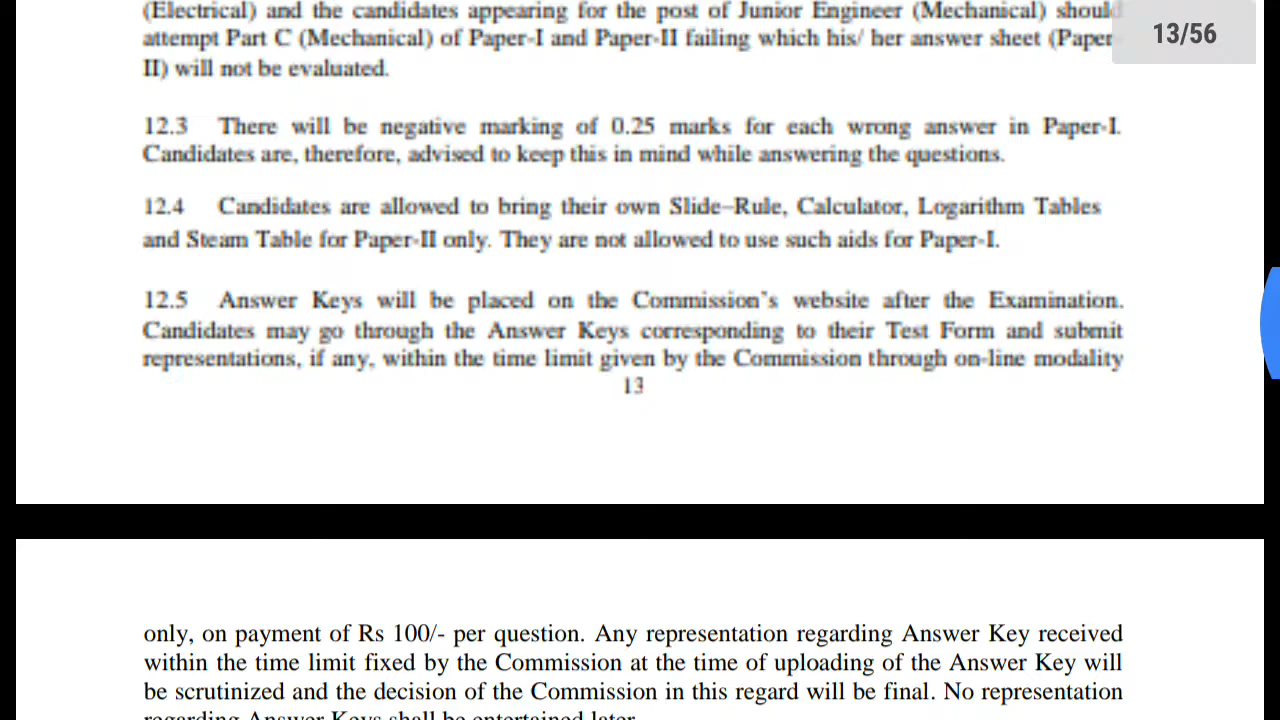 (Electrical) and the candidates appearing for the post of Junior Engineer (Mechanical) should
attempt Part C (Mechanical) of Paper-I and Paper-II failing which his/ her answer sheet (Paper-
II) will not be evaluated.
13/56
12.3 There will be negative marking of 0.25 marks for each wrong answer in Paper-I.
Candidates are, therefore, advised to keep this in mind while answering the questions.
12.4 Candidates are allowed to bring their own Slide–Rule, Calculator, Logarithm Tables
and Steam Table for Paper-II only. They are not allowed to use such aids for Paper-I.
12.5 Answer Keys will be placed on the Commission's website after the Examination.
Candidates may go through the Answer Keys corresponding to their Test Form and submit
representations, if any, within the time limit given by the Commission through on-line modality
13
only, on payment of Rs 100/- per question. Any representation regarding Answer Key received
within the time limit fixed by the Commission at the time of uploading of the Answer Key will
be scrutinized and the decision of the Commission in this regard will be final. No representation
regarding Answer Keys shall be entertained later.